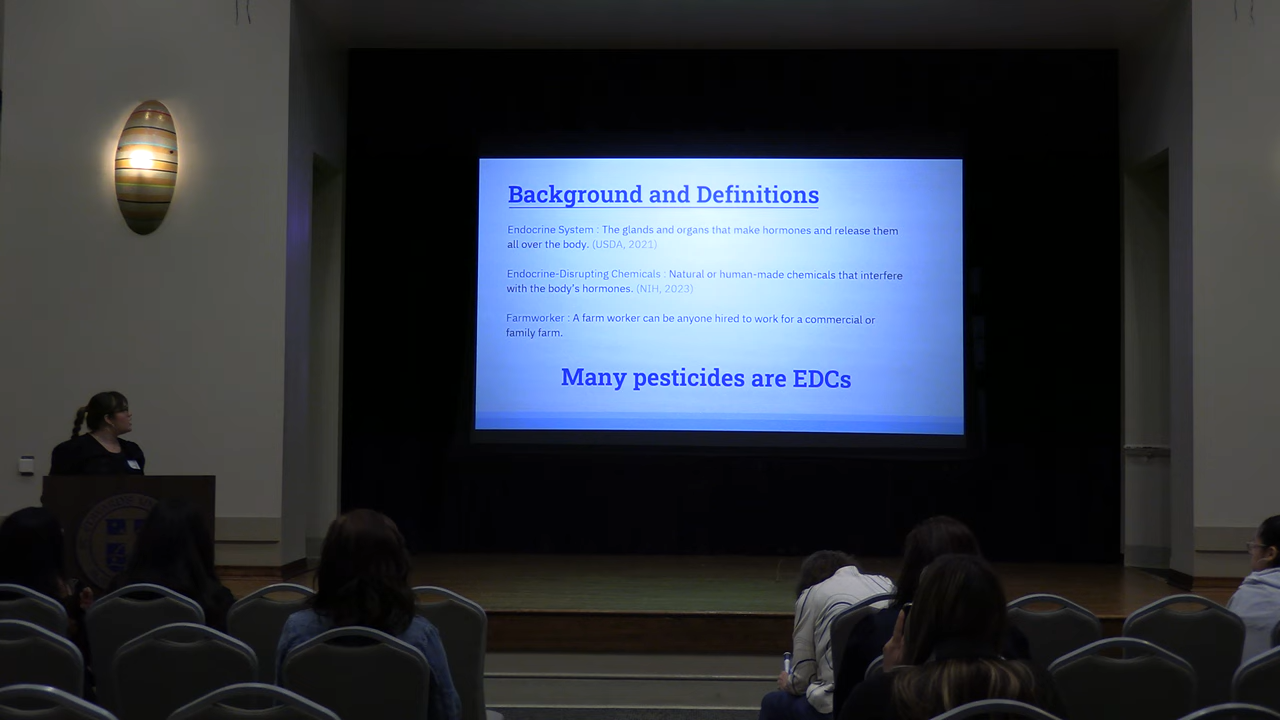 Background and Definitions
Endocrine System : The glands and organs that make hormones and release them
all over the body. (USDA, 2021)
Endocrine-Disrupting Chemicals : Natural or human-made chemicals that interfere
with the body's hormones. (NIH, 2023)
Farmworker : A farm worker can be anyone hired to work for a commercial or
family farm.
Many pesticides are EDCs